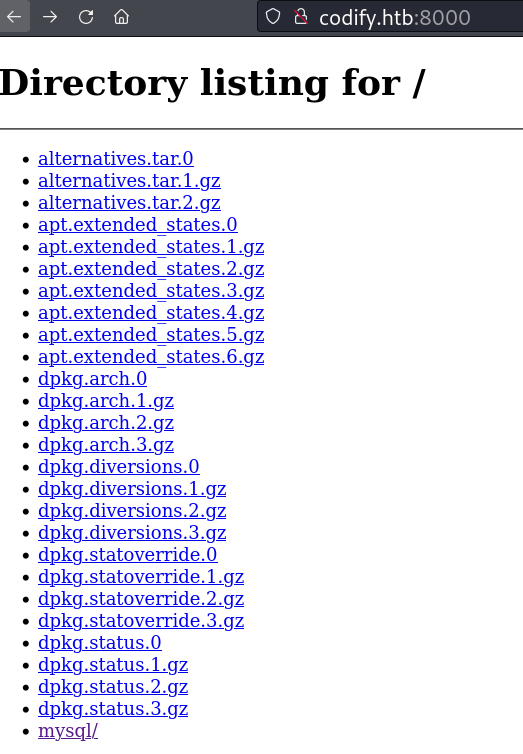 codify.htb:8000
Directory listing for /
alternatives.tar.0
alternatives.tar.1.gz
alternatives.tar.2.gz
apt.extended_states.0
apt.extended_states.1.gz
apt.extended_states.2.gz
apt.extended_states.3.gz
apt.extended_states.4.gz
apt.extended_states.5.gz
apt.extended_states.6.gz
dpkg.arch.0
dpkg.arch.1.gz
dpkg.arch.2.gz
dpkg.arch.3.gz
dpkg.diversions.0
dpkg.diversions.1.gz
dpkg.diversions.2.gz
dpkg.diversions.3.gz
dpkg.statoverride.0
dpkg.statoverride.1.gz
dpkg.statoverride.2.gz
dpkg.statoverride.3.gz
dpkg.status.0
dpkg.status.1.gz
dpkg.status.2.gz
dpkg.status.3.gz
mysql/